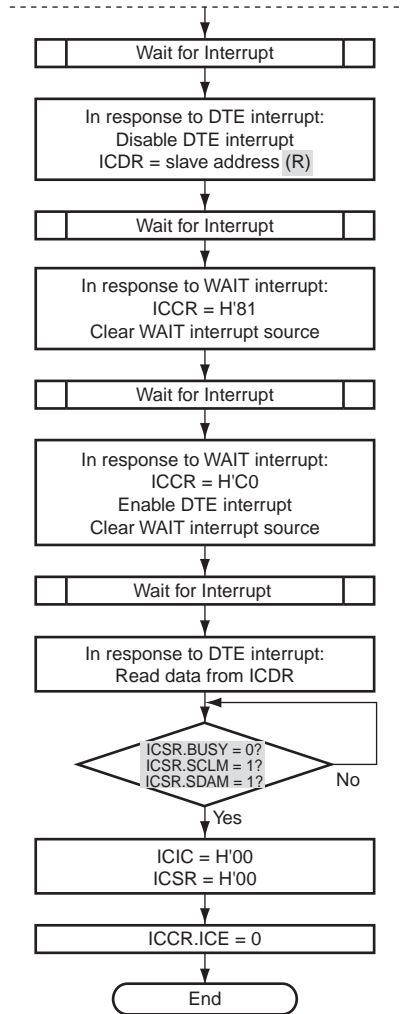 Wait for Interrupt
In response to DTE interrupt:
Disable DTE interrupt
ICDR = slave address (R)
Wait for Interrupt
In response to WAIT interrupt:
ICCR = H'81
Clear WAIT interrupt source
Wait for Interrupt
In response to WAIT interrupt:
ICCR = H'C0
Enable DTE interrupt
Clear WAIT interrupt source
Wait for Interrupt
In response to DTE interrupt:
Read data from ICDR
ICSR.BUSY = 0?
ICSR.SCLM = 1?
ICSR.SDAM = 1?
No
Yes
ICIC = H'00
ICSR = H'00
ICCR.ICE = 0
End